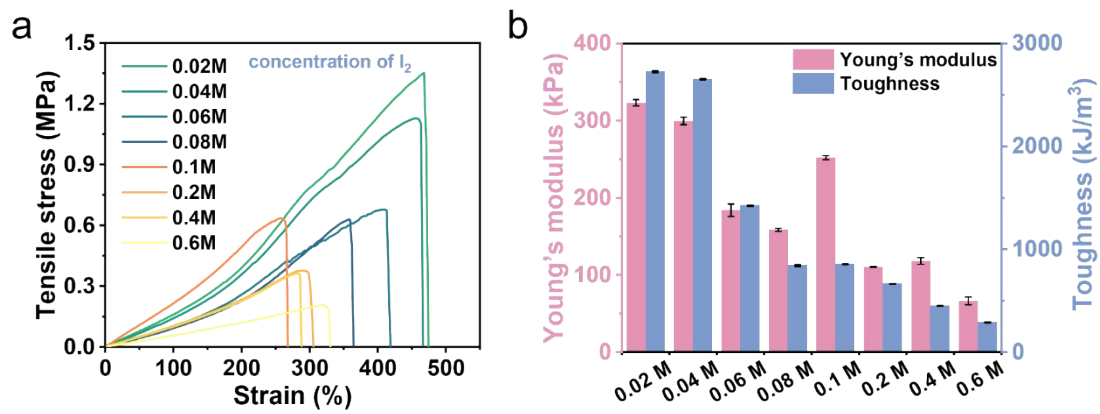 a
Tensile stress (MPa)
1.5
1.2
0.9
0.6
0.3
0.0
concentration of I₂
0.02M
0.04M
0.06M
0.08M
0.1M
0.2M
0.4M
0.6M
0 100 200 300 400 500
Strain (%)
b
Young's modulus (kPa)
400
300
200
100
0
Young's modulus
Toughness
3000
2000
1000
0
Toughness (kJ/m³)
0.02 M 0.04 M 0.06 M 0.08 M 0.1 M 0.2 M 0.4 M 0.6 M